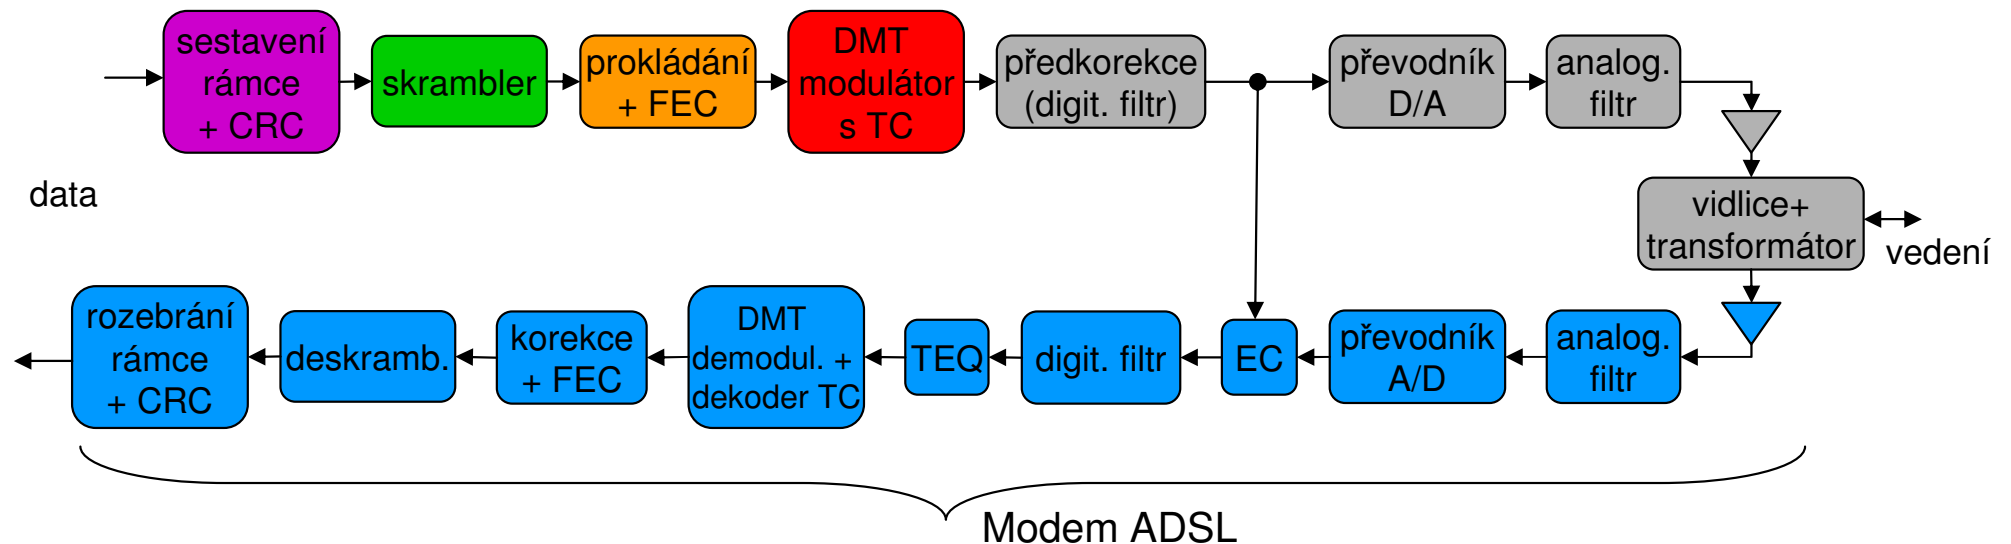 sestavení
rámce
+ CRC
skrambler
prokládání
+ FEC
DMT
modulátor
s TC
předkorekce
(digit. filtr)
převodník
D/A
analog.
filtr
data
vidlice+
transformátor
vedení
rozebrání
rámce
+ CRC
deskramb.
korekce
+ FEC
DMT
demodul. +
dekoder TC
TEQ
digit. filtr
EC
převodník
A/D
analog.
filtr
Modem ADSL